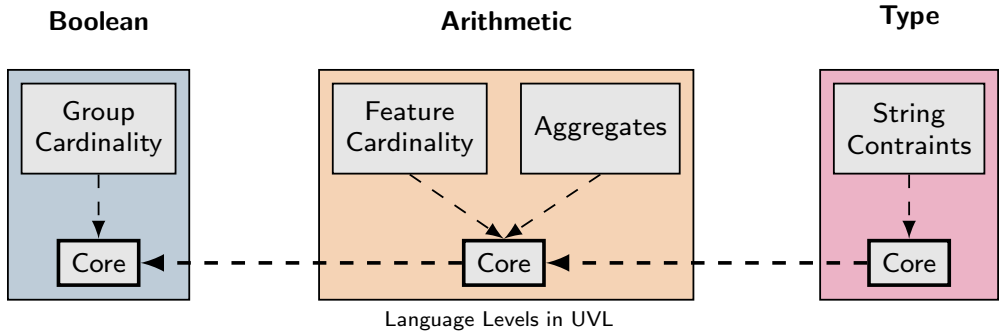 Boolean
Arithmetic
Type
Group
Cardinality
Feature
Cardinality
Aggregates
String
Contraints
Core
Core
Core
Language Levels in UVL